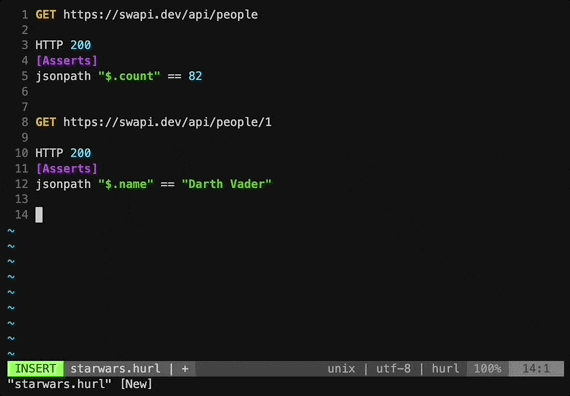 1 GET https://swapi.dev/api/people
2
3 HTTP 200
4 [Asserts]
5 jsonpath "$.count" == 82
6
7
8 GET https://swapi.dev/api/people/1
9
10 HTTP 200
11 [Asserts]
12 jsonpath "$.name" == "Darth Vader"
13
14
~
~
~
~
~
~
~
~
~
INSERT starwars.hurl | + unix | utf-8 | hurl 100% 14:1
"starwars.hurl" [New]